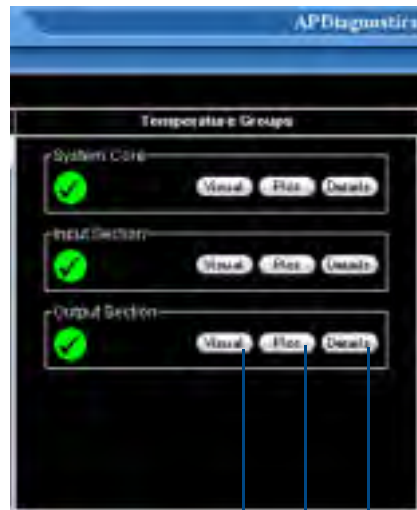 APDiagnostics
Temperature Groups
System Core
Visual Plot Details
Input Section
Visual Plot Details
Output Section
Visual Plot Details